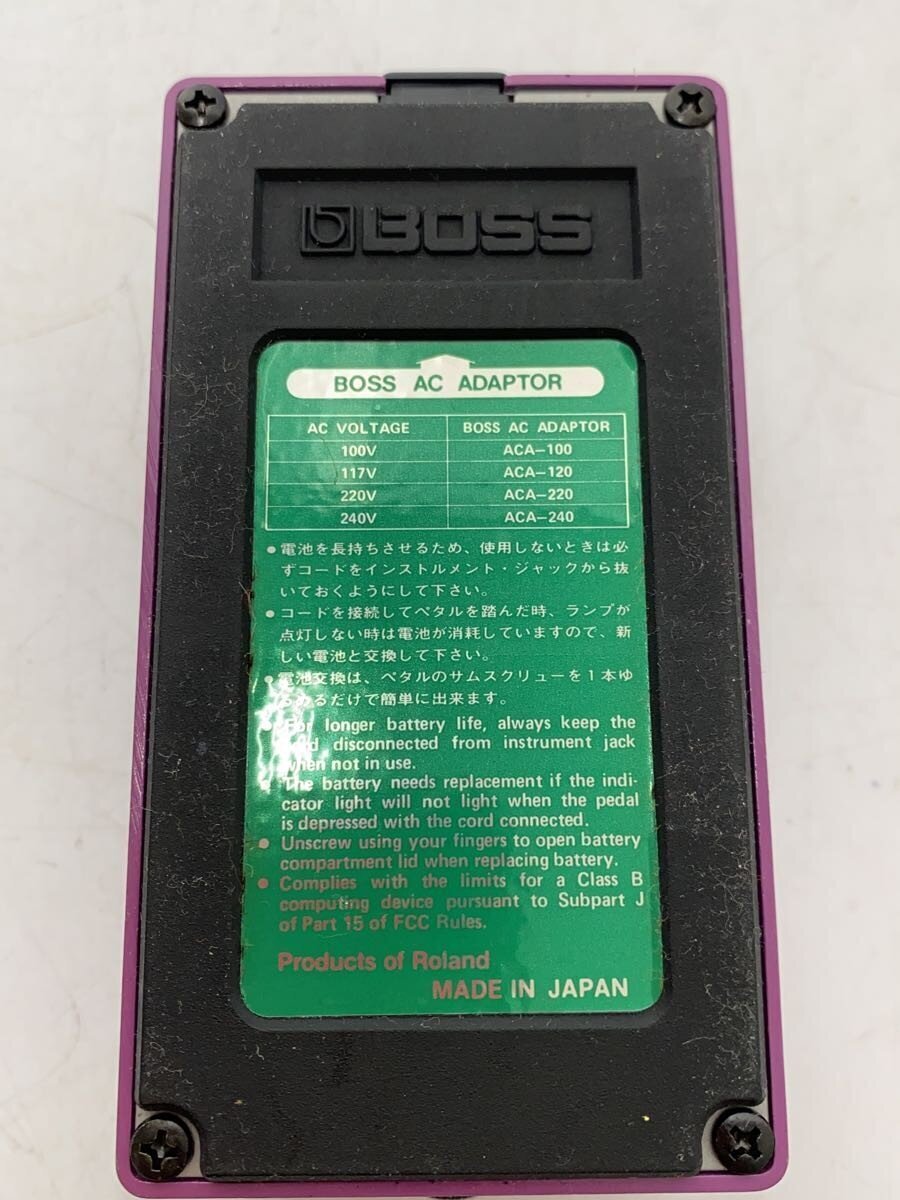 BOSS
BOSS AC ADAPTOR
AC VOLTAGE BOSS AC ADAPTOR
100V ACA-100
117V ACA-120
220V ACA-220
240V ACA-240
●電池を長持ちさせるため、使用しないときは必
ずコードをインストルメント・ジャックから抜
いておくようにして下さい。
●コードを接続してペタルを踏んだ時、ランプが
点灯しない時は電池が消耗していますので、新
しい電池と交換して下さい。
●電池交換は、ペタルのサムスクリューを1本ゆ
るめるだけで簡単に出来ます。
● For longer battery life, always keep the
cord disconnected from instrument jack
when not in use.
● The battery needs replacement if the indi-
cator light will not light when the pedal
is depressed with the cord connected.
● Unscrew using your fingers to open battery
compartment lid when replacing battery.
● Complies with the limits for a Class B
computing device pursuant to Subpart J
of Part 15 of FCC Rules.
Products of Roland
MADE IN JAPAN